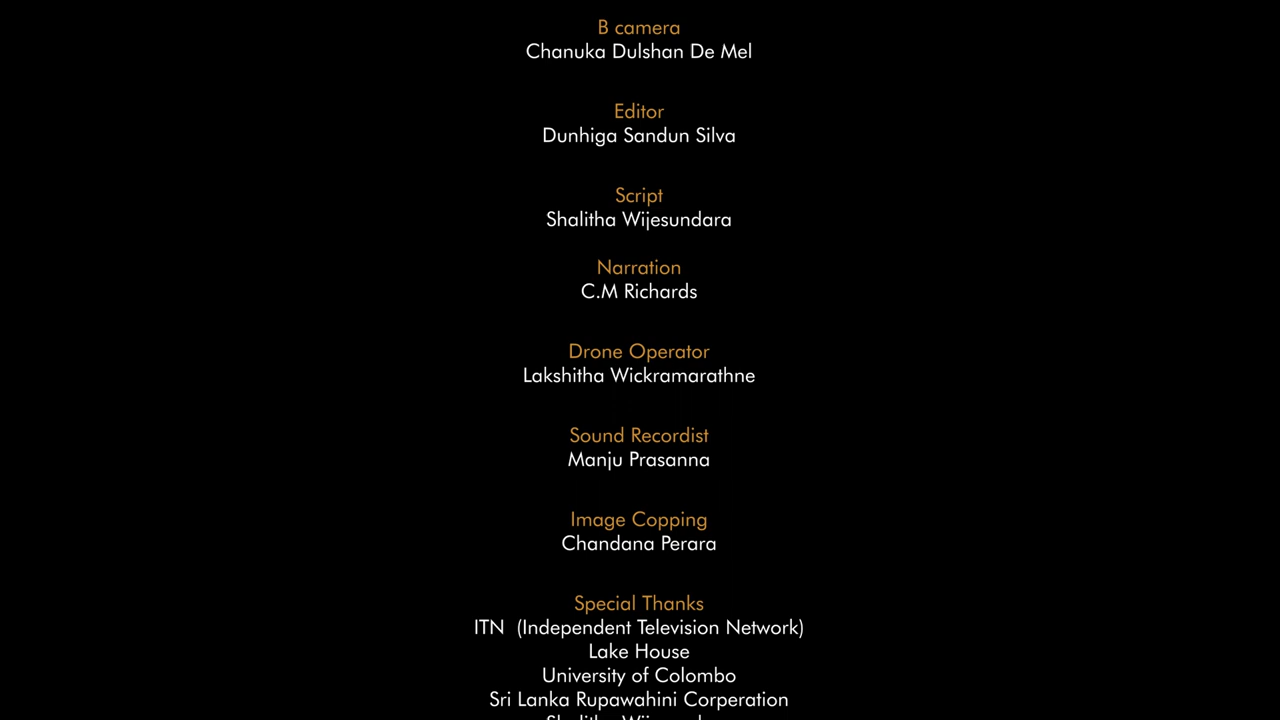 B camera
Chanuka Dulshan De Mel
Editor
Dunhiga Sandun Silva
Script
Shalitha Wijesundara
Narration
C.M Richards
Drone Operator
Lakshitha Wickramarathne
Sound Recordist
Manju Prasanna
Image Copping
Chandana Perara
Special Thanks
ITN (Independent Television Network)
Lake House
University of Colombo
Sri Lanka Rupawahini Corperation